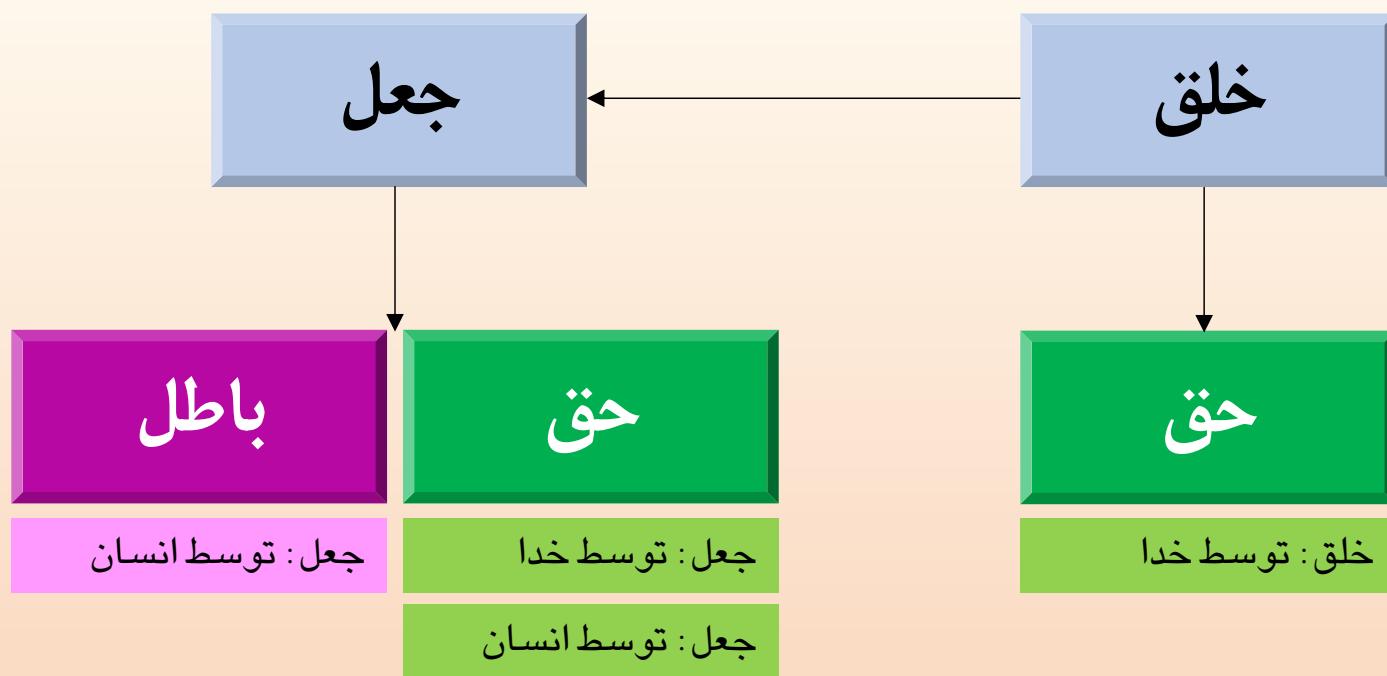 خلق
جعل
حق
حق
باطل
خلق: توسط خدا
جعل: توسط خدا
جعل: توسط انسان
جعل: توسط انسان